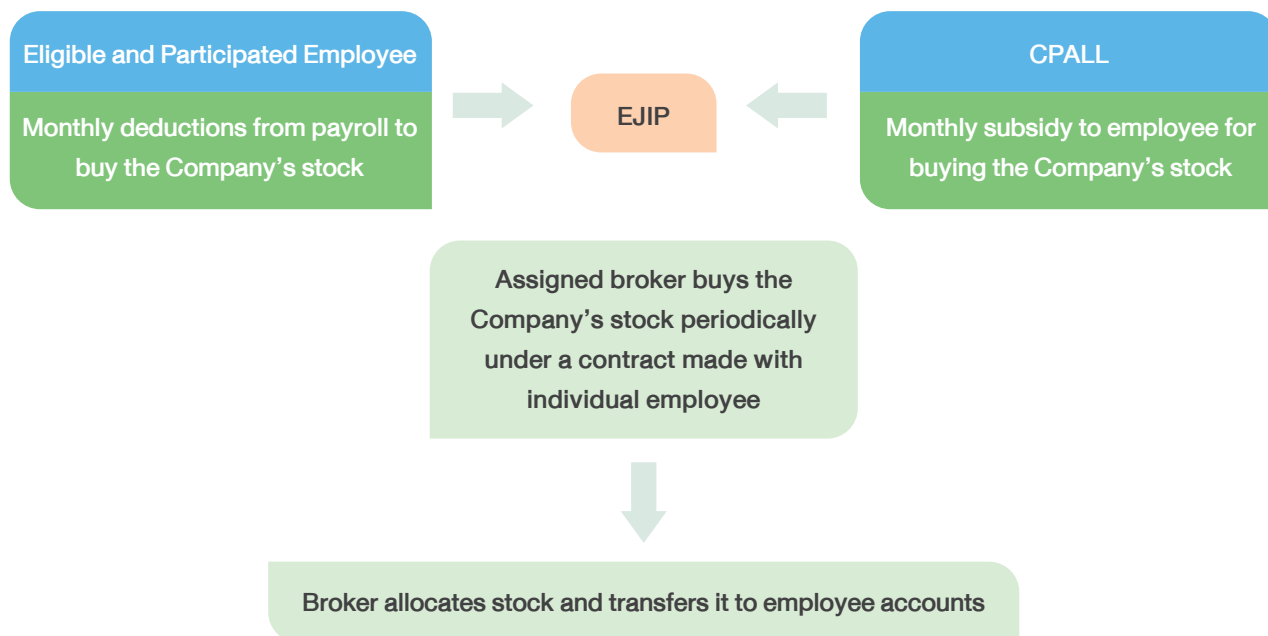 Eligible and Participated Employee
Monthly deductions from payroll to
buy the Company’s stock
EJIP
CPALL
Monthly subsidy to employee for
buying the Company’s stock
Assigned broker buys the
Company’s stock periodically
under a contract made with
individual employee
Broker allocates stock and transfers it to employee accounts